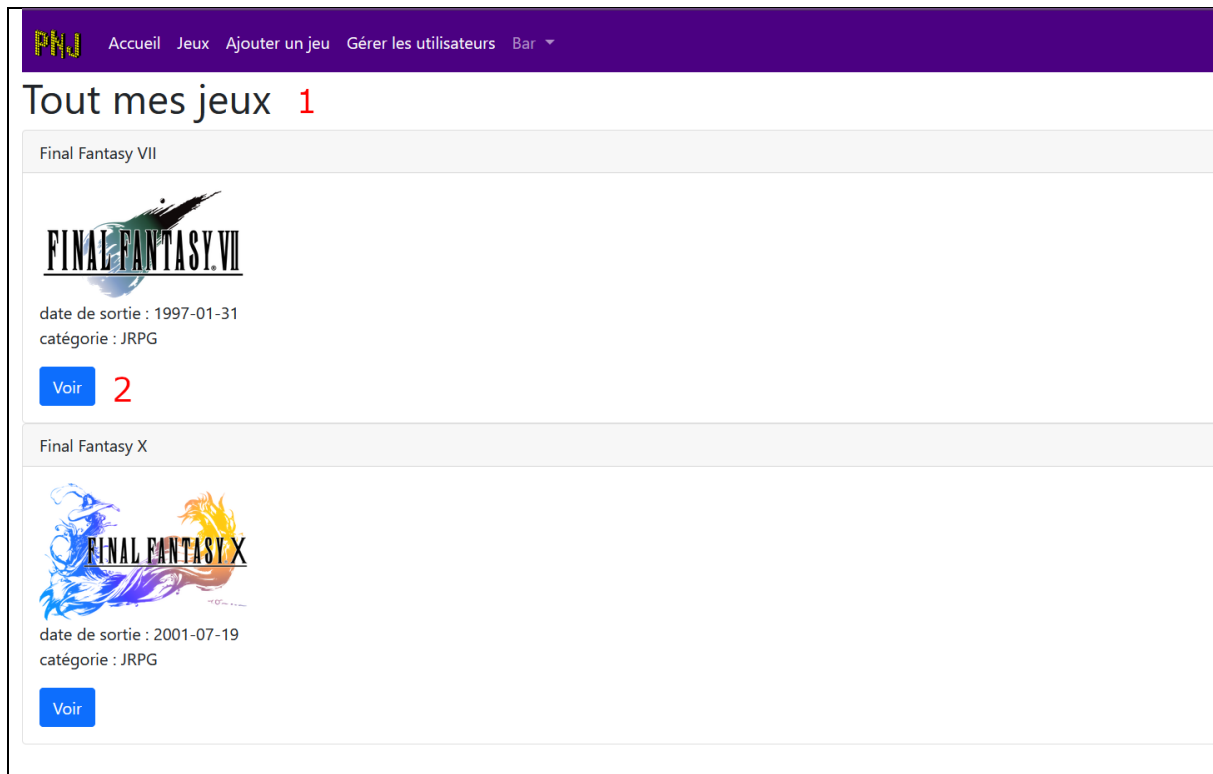 PNJ Accueil Jeux Ajouter un jeu Gérer les utilisateurs Bar
Tout mes jeux 1
Final Fantasy VII
FINAL FANTASY. VII
date de sortie : 1997-01-31
catégorie : JRPG
Voir 2
Final Fantasy X
FINAL FANTASY X
date de sortie : 2001-07-19
catégorie : JRPG
Voir